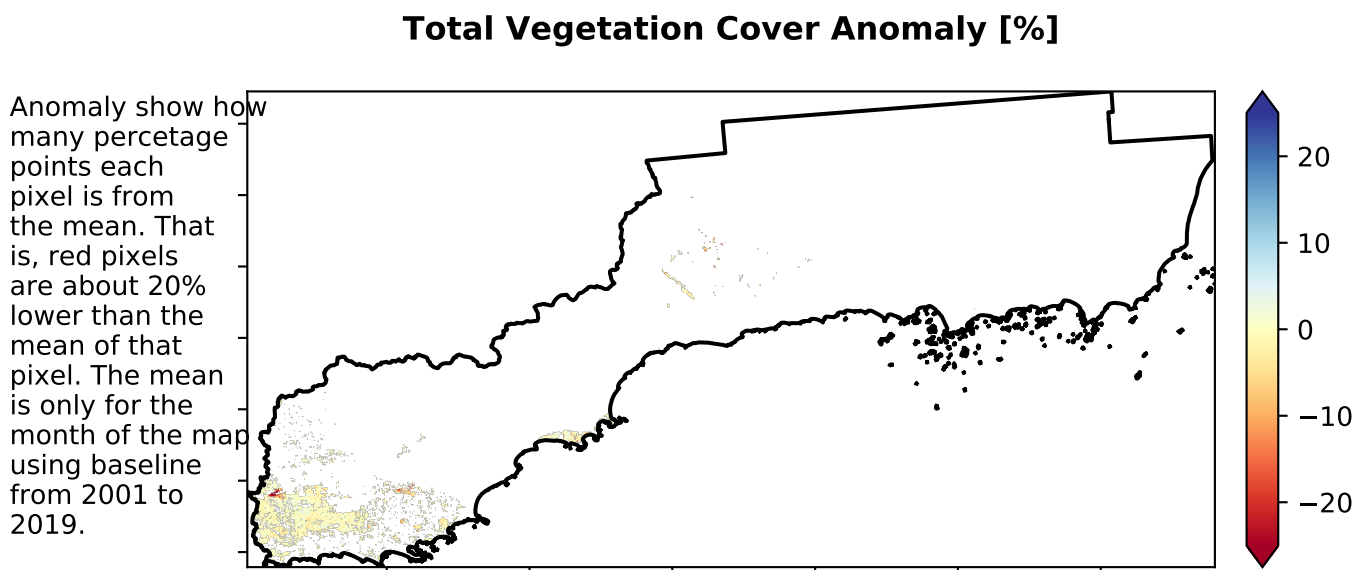 Total Vegetation Cover Anomaly [%]
Anomaly show how
many percetage
points each
pixel is from
the mean. That
is, red pixels
are about 20%
lower than the
mean of that
pixel. The mean
is only for the
month of the map
using baseline
from 2001 to
2019.
20
10
0
−10
−20